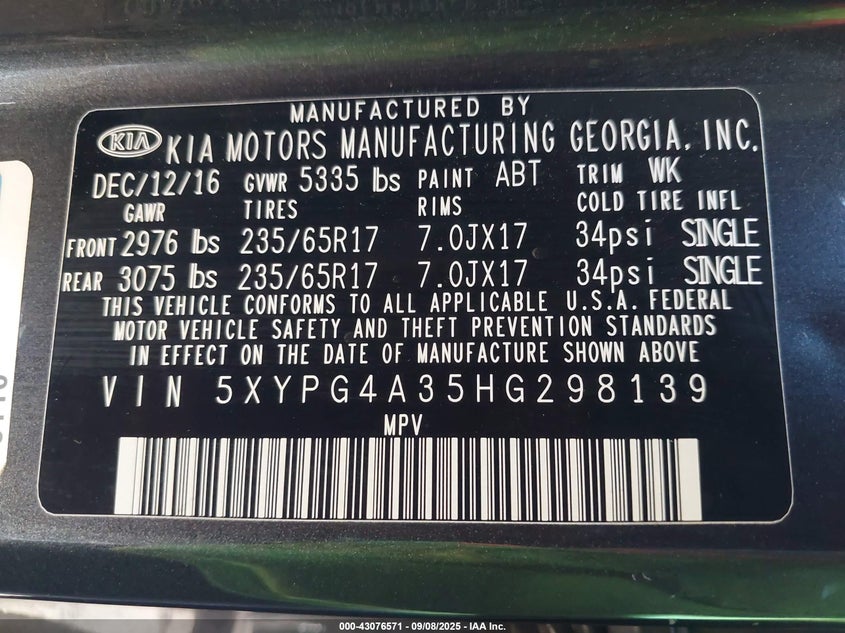 MANUFACTURED BY
KIA KIA MOTORS MANUFACTURING GEORGIA, INC.
DEC/12/16 GVWR 5335 lbs PAINT ABT TRIM WK
GAWR TIRES RIMS COLD TIRE INFL
FRONT 2976 lbs 235/65R17 7.0JX17 34psi SINGLE
REAR 3075 lbs 235/65R17 7.0JX17 34psi SINGLE
THIS VEHICLE CONFORMS TO ALL APPLICABLE U.S.A. FEDERAL
MOTOR VEHICLE SAFETY AND THEFT PREVENTION STANDARDS
IN EFFECT ON THE DATE OF MANUFACTURE SHOWN ABOVE
VIN 5XYPG4A35HG298139
MPV
000-43076571 - 09/08/2025 - IAA Inc.